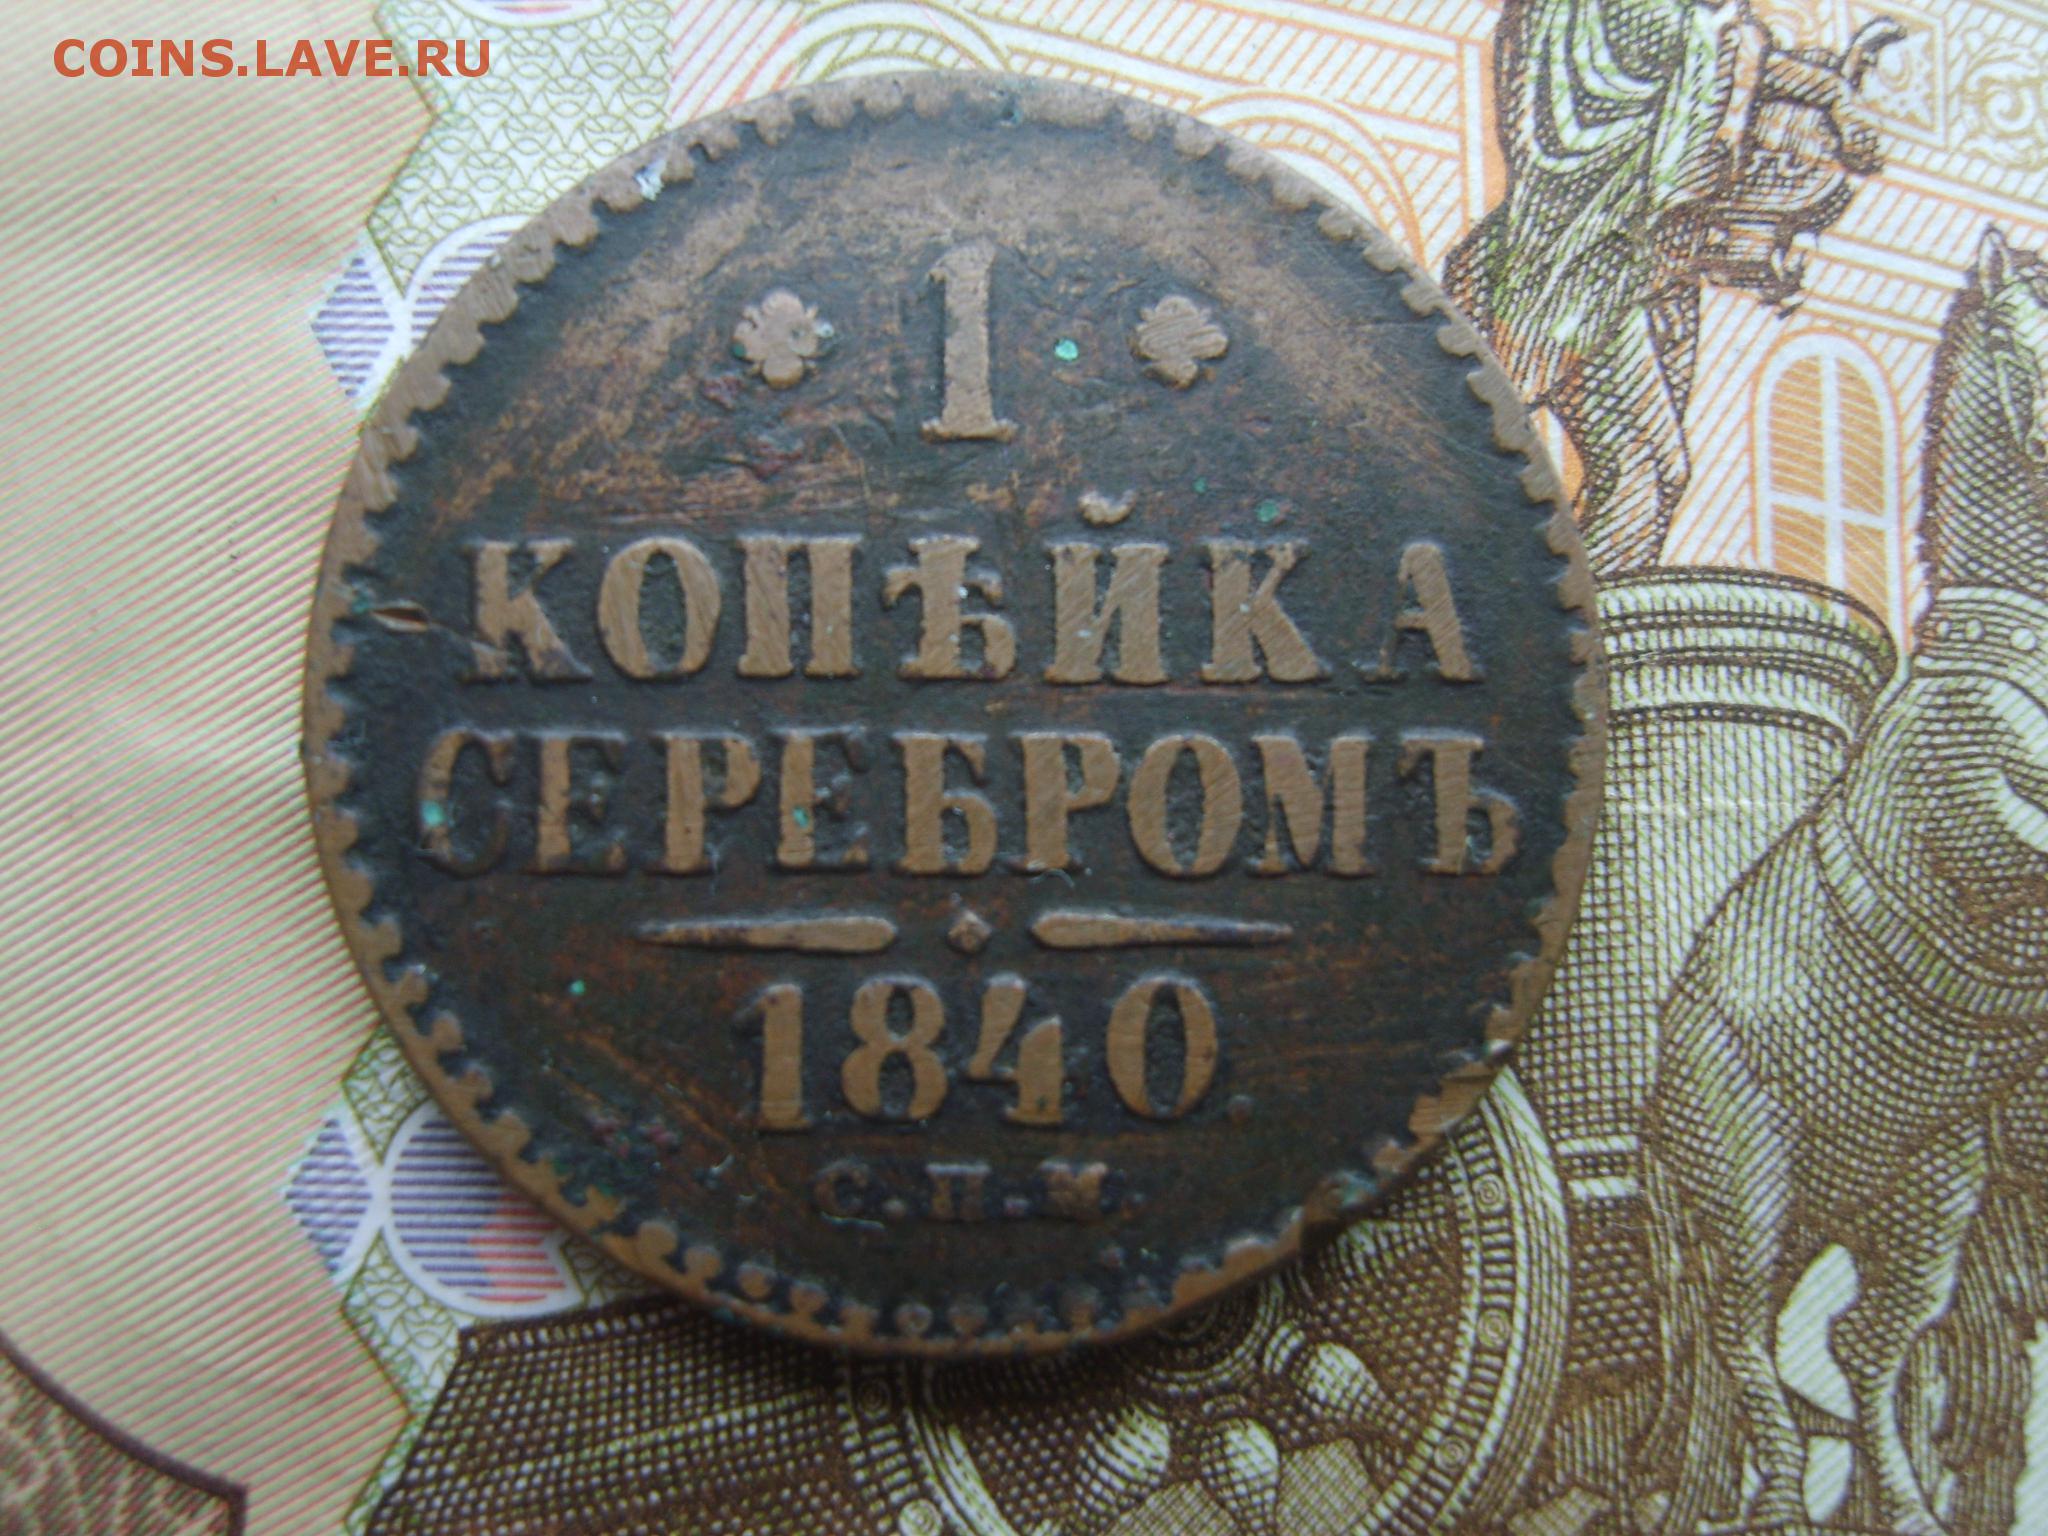 COINS.LAVE.RU
1
КОПѢЙКА
СЕРЕБРОМЪ
1840.
С.П.М.